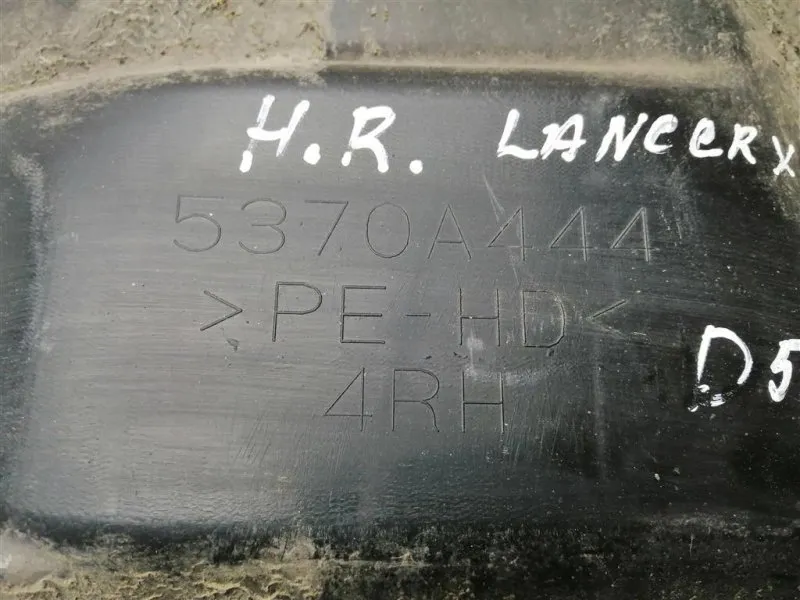 H.R. LANCER X
5370A444
>PE-HD<
D5
4RH